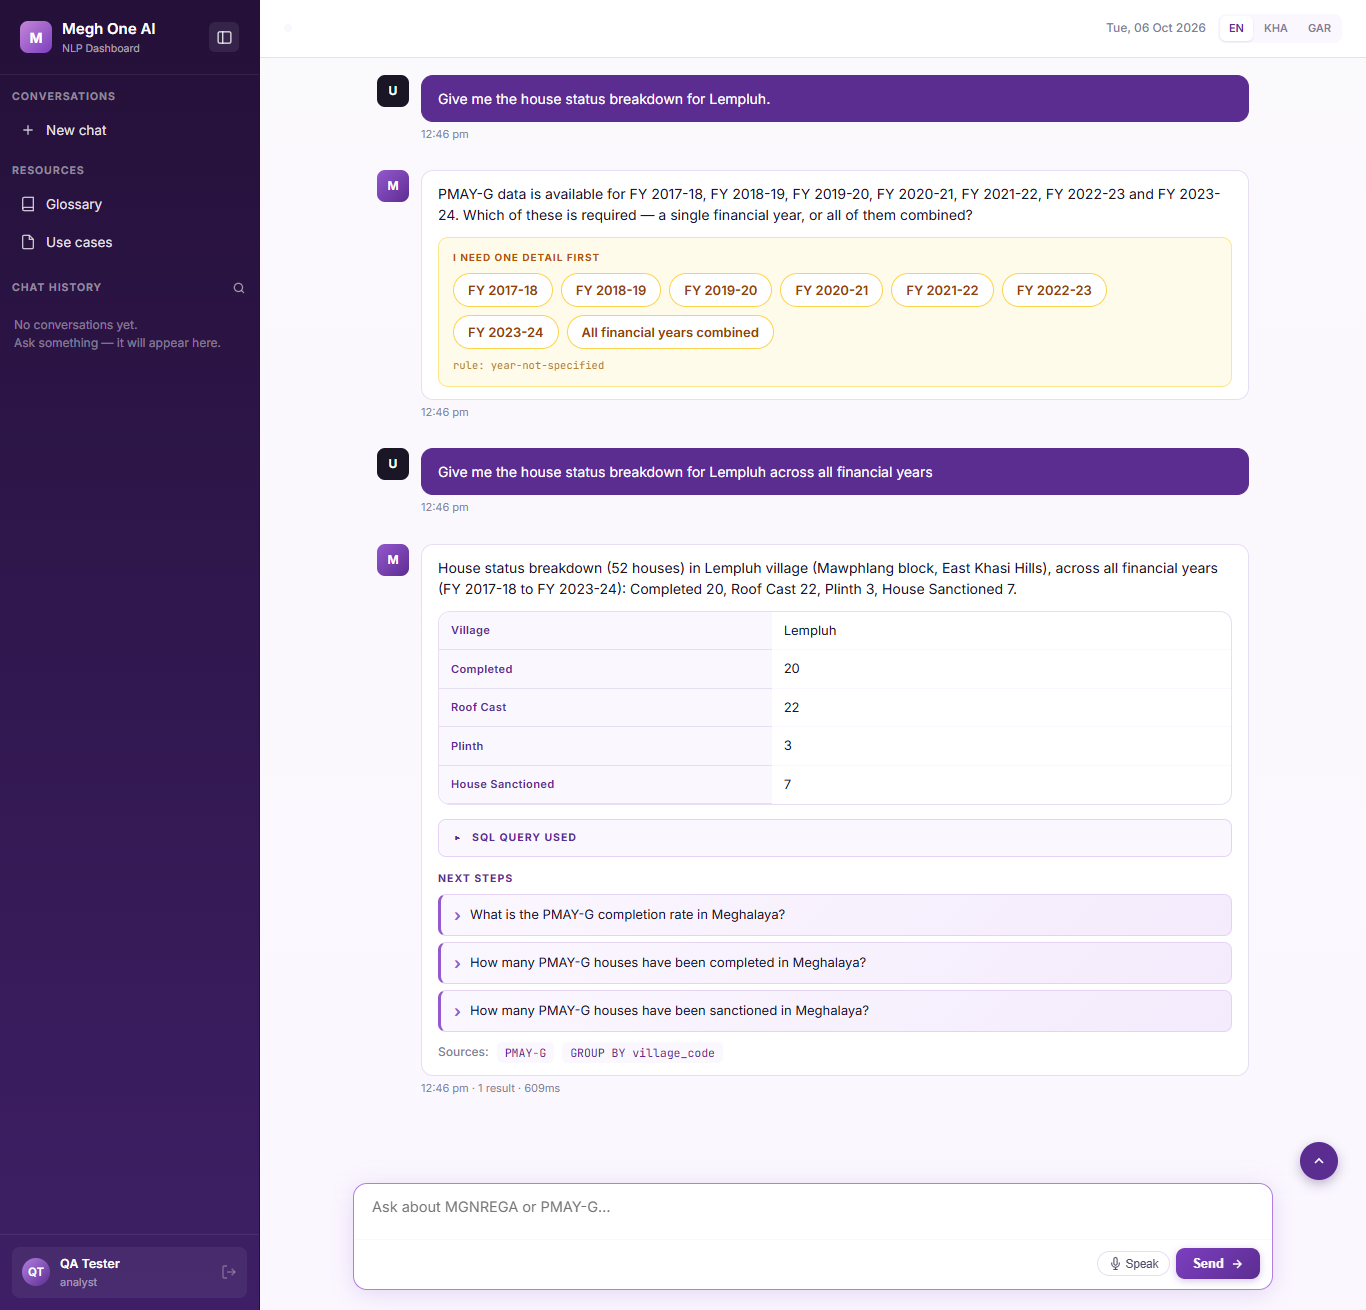 M
Megh One AI
NLP Dashboard
CONVERSATIONS
+ New chat
RESOURCES
Glossary
Use cases
CHAT HISTORY
No conversations yet.
Ask something — it will appear here.
QT
QA Tester
analyst
Tue, 06 Oct 2026
EN KHA GAR
U
Give me the house status breakdown for Lempluh.
12:46 pm
M
PMAY-G data is available for FY 2017-18, FY 2018-19, FY 2019-20, FY 2020-21, FY 2021-22, FY 2022-23 and FY 2023-
24. Which of these is required — a single financial year, or all of them combined?
I NEED ONE DETAIL FIRST
FY 2017-18 FY 2018-19 FY 2019-20 FY 2020-21 FY 2021-22 FY 2022-23
FY 2023-24 All financial years combined
rule: year-not-specified
12:46 pm
U
Give me the house status breakdown for Lempluh across all financial years
12:46 pm
M
House status breakdown (52 houses) in Lempluh village (Mawphlang block, East Khasi Hills), across all financial years
(FY 2017-18 to FY 2023-24): Completed 20, Roof Cast 22, Plinth 3, House Sanctioned 7.
Village Lempluh
Completed 20
Roof Cast 22
Plinth 3
House Sanctioned 7
SQL QUERY USED
NEXT STEPS
What is the PMAY-G completion rate in Meghalaya?
How many PMAY-G houses have been completed in Meghalaya?
How many PMAY-G houses have been sanctioned in Meghalaya?
Sources: PMAY-G GROUP BY village_code
12:46 pm · 1 result · 609ms
Ask about MGNREGA or PMAY-G...
Speak
Send →